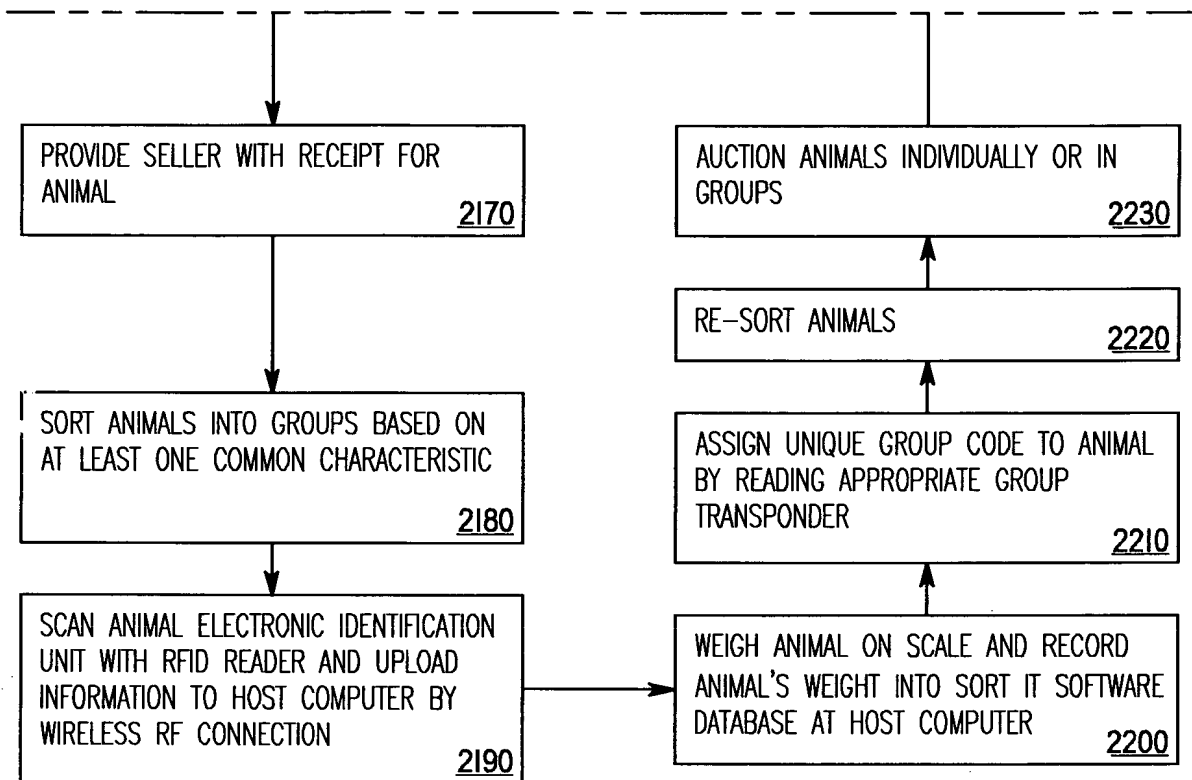 PROVIDE SELLER WITH RECEIPT FOR
ANIMAL
2170
SORT ANIMALS INTO GROUPS BASED ON
AT LEAST ONE COMMON CHARACTERISTIC
2180
SCAN ANIMAL ELECTRONIC IDENTIFICATION
UNIT WITH RFID READER AND UPLOAD
INFORMATION TO HOST COMPUTER BY
WIRELESS RF CONNECTION
2190
WEIGH ANIMAL ON SCALE AND RECORD
ANIMAL'S WEIGHT INTO SORT IT SOFTWARE
DATABASE AT HOST COMPUTER
2200
ASSIGN UNIQUE GROUP CODE TO ANIMAL
BY READING APPROPRIATE GROUP
TRANSPONDER
2210
RE-SORT ANIMALS
2220
AUCTION ANIMALS INDIVIDUALLY OR IN
GROUPS
2230